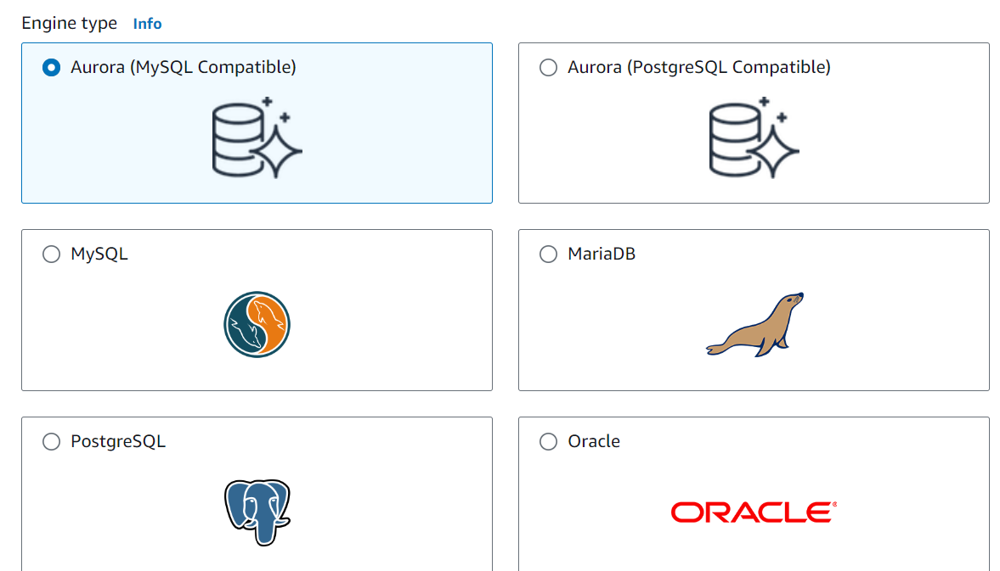 Engine type Info
Aurora (MySQL Compatible)
Aurora (PostgreSQL Compatible)
MySQL
MariaDB
PostgreSQL
Oracle
ORACLE®